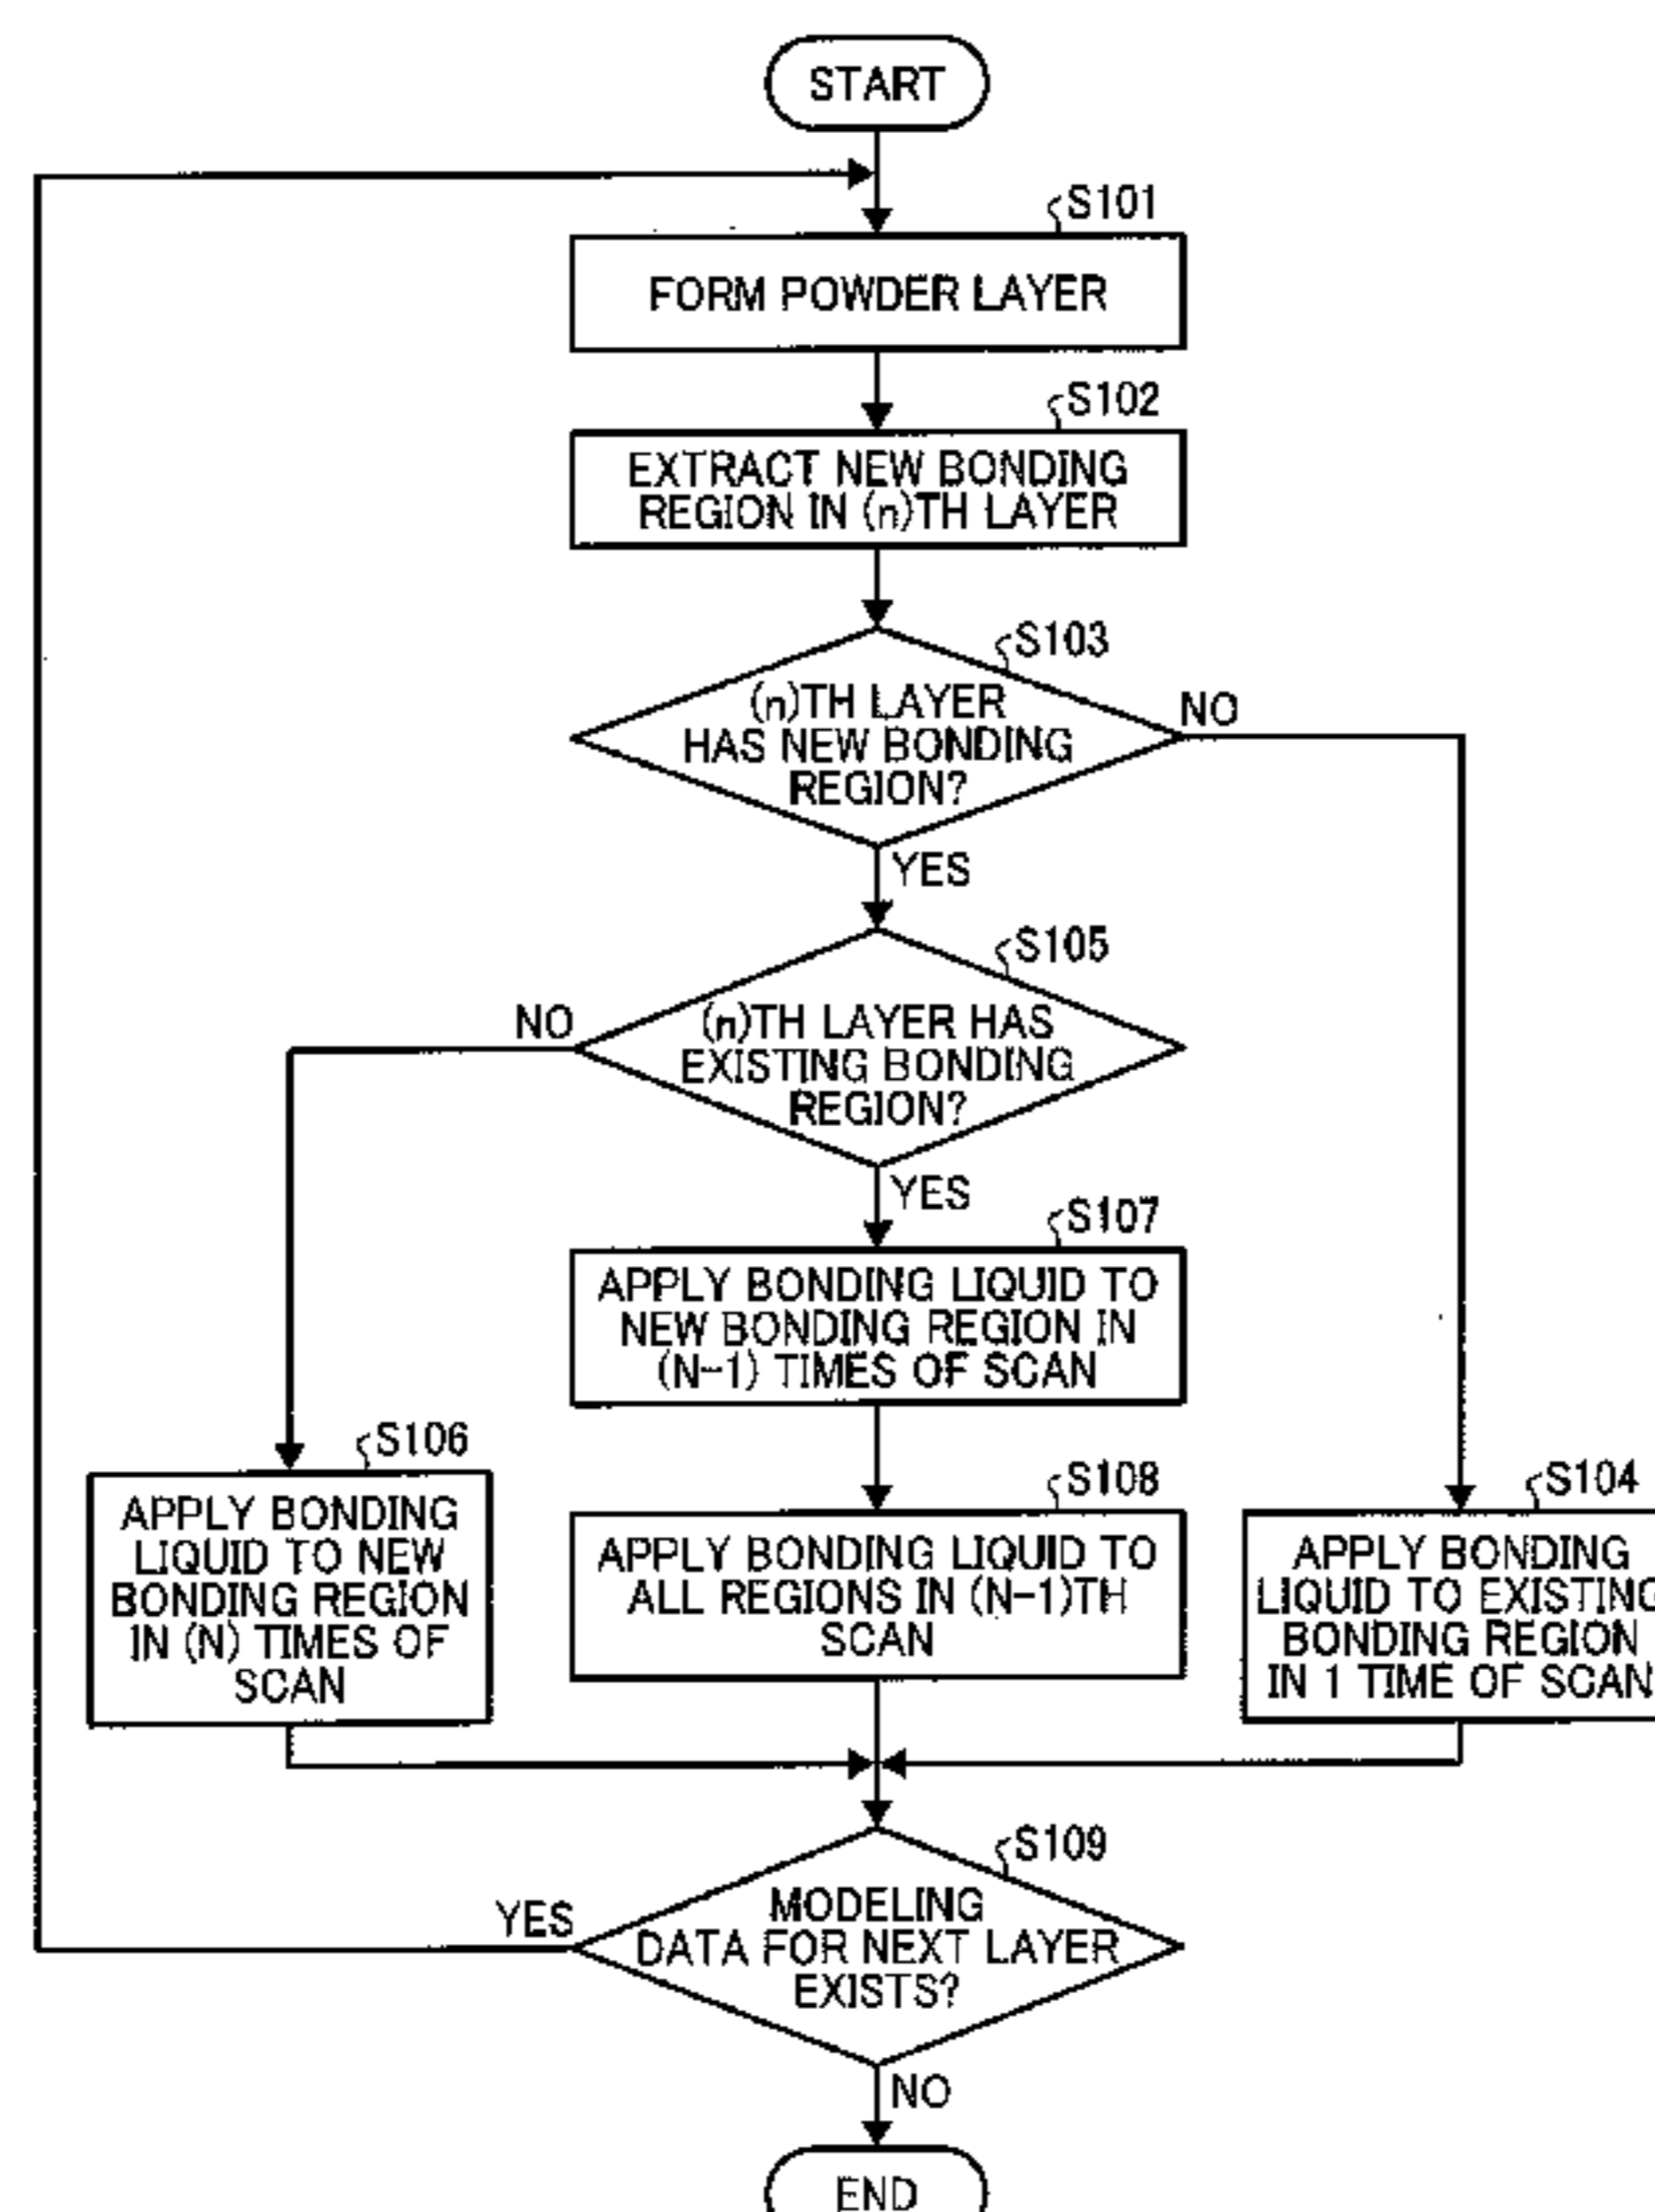 START
S101
FORM POWDER LAYER
S102
EXTRACT NEW BONDING
REGION IN (n)TH LAYER
S103
(n)TH LAYER
HAS NEW BONDING
REGION?
NO
YES
S105
(n)TH LAYER HAS
EXISTING BONDING
REGION?
NO
YES
S107
APPLY BONDING LIQUID TO
NEW BONDING REGION IN
(N-1) TIMES OF SCAN
S106
APPLY BONDING
LIQUID TO NEW
BONDING REGION
IN (N) TIMES OF
SCAN
S108
APPLY BONDING LIQUID TO
ALL REGIONS IN (N-1)TH
SCAN
S104
APPLY BONDING
LIQUID TO EXISTING
BONDING REGION
IN 1 TIME OF SCAN
S109
MODELING
DATA FOR NEXT LAYER
EXISTS?
YES
NO
END